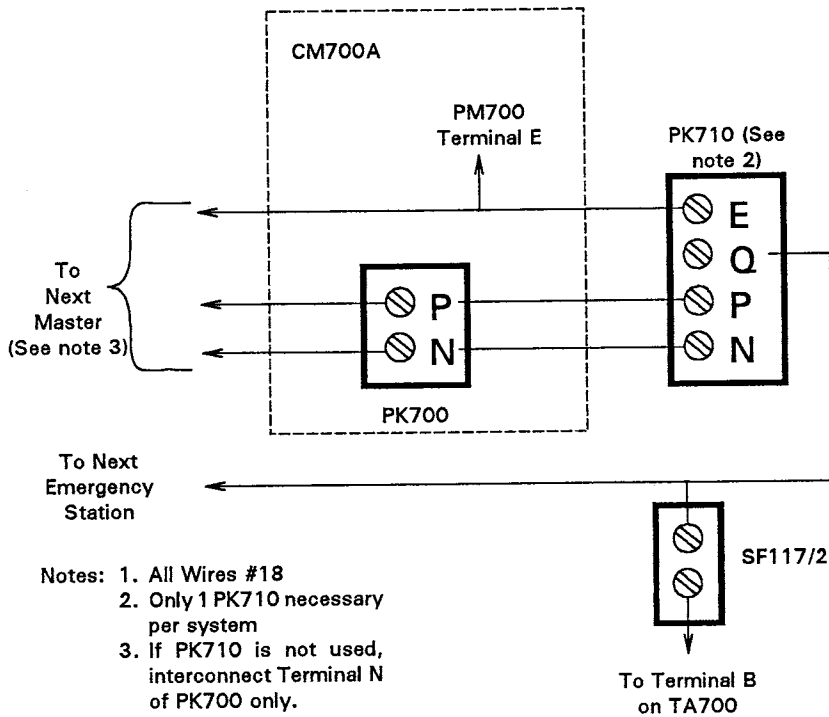 CM700A
PM700
Terminal E
PK710 (See
note 2)
E
Q
P
N
To
Next
Master
(See note 3)
P
N
PK700
To Next
Emergency
Station
SF117/2
Notes: 1. All Wires #18
2. Only 1 PK710 necessary
per system
3. If PK710 is not used,
interconnect Terminal N
of PK700 only.
To Terminal B
on TA700